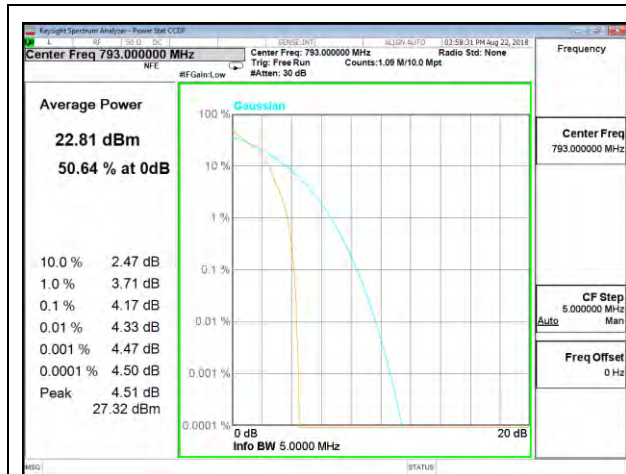 Keysight Spectrum Analyzer - Power Stat CCDF
L RF 50 Ω DC SENSE:INT ALIGN AUTO 03:58:31 PM Aug 22, 2018
Center Freq 793.000000 MHz Center Freq: 793.000000 MHz Radio Std: None
Trig: Free Run Counts:1.09 M/10.0 Mpt
NFE #IFGain:Low #Atten: 30 dB
Frequency
Average Power
22.81 dBm
50.64 % at 0dB
10.0 % 2.47 dB
1.0 % 3.71 dB
0.1 % 4.17 dB
0.01 % 4.33 dB
0.001 % 4.47 dB
0.0001 % 4.50 dB
Peak 4.51 dB
27.32 dBm
Gaussian
100 %
10 %
1 %
0.1 %
0.01 %
0.001 %
0.0001 %
0 dB 20 dB
Info BW 5.0000 MHz
Center Freq
793.000000 MHz
CF Step
5.000000 MHz
Auto Man
Freq Offset
0 Hz
MSG STATUS